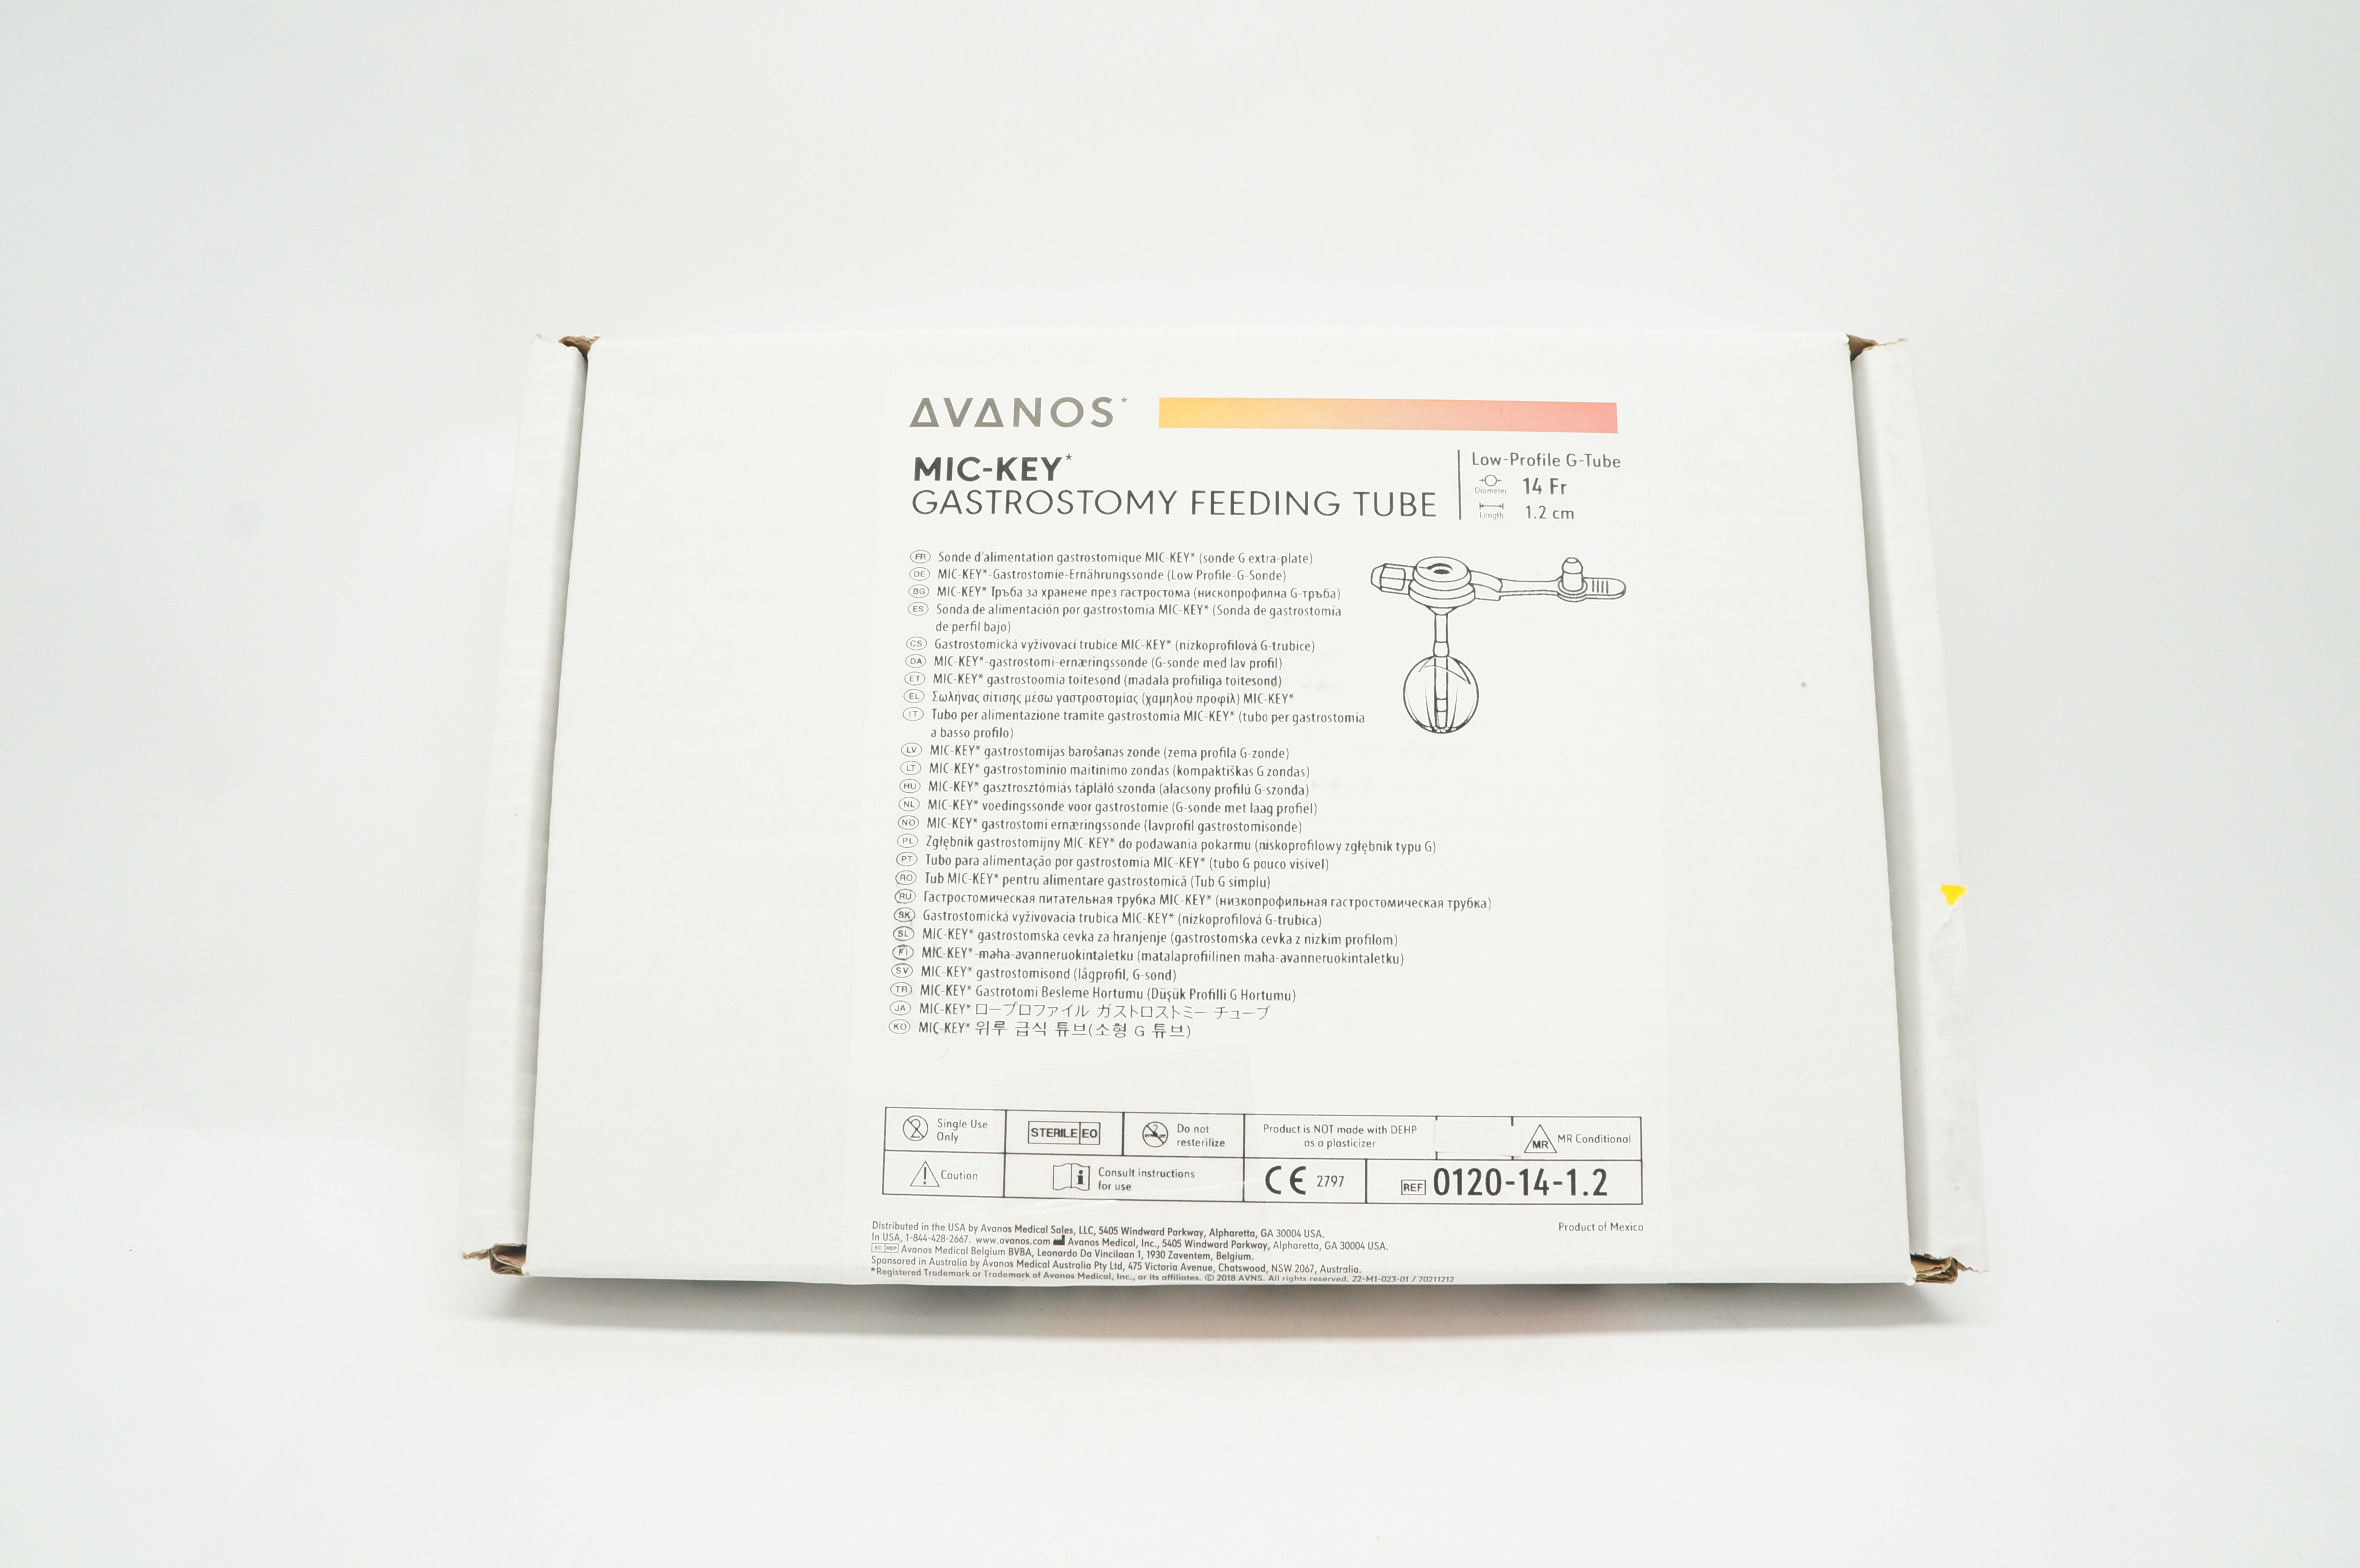 AVANOS*
MIC-KEY*
GASTROSTOMY FEEDING TUBE
Low-Profile G-Tube
Diameter 14 Fr
Length 1.2 cm
FR Sonde d'alimentation gastrostomique MIC-KEY* (sonde G extra-plate)
DE MIC-KEY*-Gastrostomie-Ernährungssonde (Low Profile-G-Sonde)
BG MIC-KEY* Тръба за хранене през гастростома (нископрофилна G-тръба)
ES Sonda de alimentación por gastrostomía MIC-KEY* (Sonda de gastrostomía
de perfil bajo)
CS Gastrostomická vyživovací trubice MIC-KEY* (nízkoprofilová G-trubice)
DA MIC-KEY*-gastrostomi-ernæringssonde (G-sonde med lav profil)
ET MIC-KEY* gastrostoomia toitesond (madala profiiliga toitesond)
EL Σωλήνας σίτισης μέσω γαστροστομίας (χαμηλού προφίλ) MIC-KEY*
IT Tubo per alimentazione tramite gastrostomia MIC-KEY* (tubo per gastrostomia
a basso profilo)
LV MIC-KEY* gastrostomijas barošanas zonde (zema profila G-zonde)
LT MIC-KEY* gastrostominio maitinimo zondas (kompaktiškas G zondas)
HU MIC-KEY* gasztrosztómiás tápláló szonda (alacsony profilú G-szonda)
NL MIC-KEY* voedingssonde voor gastrostomie (G-sonde met laag profiel)
NO MIC-KEY* gastrostomi ernæringssonde (lavprofil gastrostomisonde)
PL Zgłębnik gastrostomijny MIC-KEY* do podawania pokarmu (niskoprofilowy zgłębnik typu G)
PT Tubo para alimentação por gastrostomia MIC-KEY* (tubo G pouco visível)
RO Tub MIC-KEY* pentru alimentare gastrostomică (Tub G simplu)
RU Гастростомическая питательная трубка MIC-KEY* (низкопрофильная гастростомическая трубка)
SK Gastrostomická vyživovacia trubica MIC-KEY* (nízkoprofilová G-trubica)
SL MIC-KEY* gastrostomska cevka za hranjenje (gastrostomska cevka z nizkim profilom)
FI MIC-KEY*-maha-avanneruokintaletku (matalaprofiilinen maha-avanneruokintaletku)
SV MIC-KEY* gastrostomisond (lågprofil, G-sond)
TR MIC-KEY* Gastrotomi Besleme Hortumu (Düşük Profilli G Hortumu)
JA MIC-KEY* ロープロファイル ガストロストミー チューブ
KO MIC-KEY* 위루 급식 튜브(소형 G 튜브)
Single Use
Only
STERILE EO
Do not
resterilize
Product is NOT made with DEHP
as a plasticizer
MR MR Conditional
Caution
Consult instructions
for use
CE 2797
REF 0120-14-1.2
Product of Mexico
Distributed in the USA by Avanos Medical Sales, LLC, 5405 Windward Parkway, Alpharetta, GA 30004 USA.
In USA, 1-844-428-2667. www.avanos.com Avanos Medical, Inc., 5405 Windward Parkway, Alpharetta, GA 30004 USA.
EC REP Avanos Medical Belgium BVBA, Leonardo Da Vincilaan 1, 1930 Zaventem, Belgium.
Sponsored in Australia by Avanos Medical Australia Pty Ltd, 475 Victoria Avenue, Chatswood, NSW 2067, Australia.
*Registered Trademark or Trademark of Avanos Medical, Inc., or its affiliates. © 2018 AVNS. All rights reserved. 22-M1-023-01 / 70211212